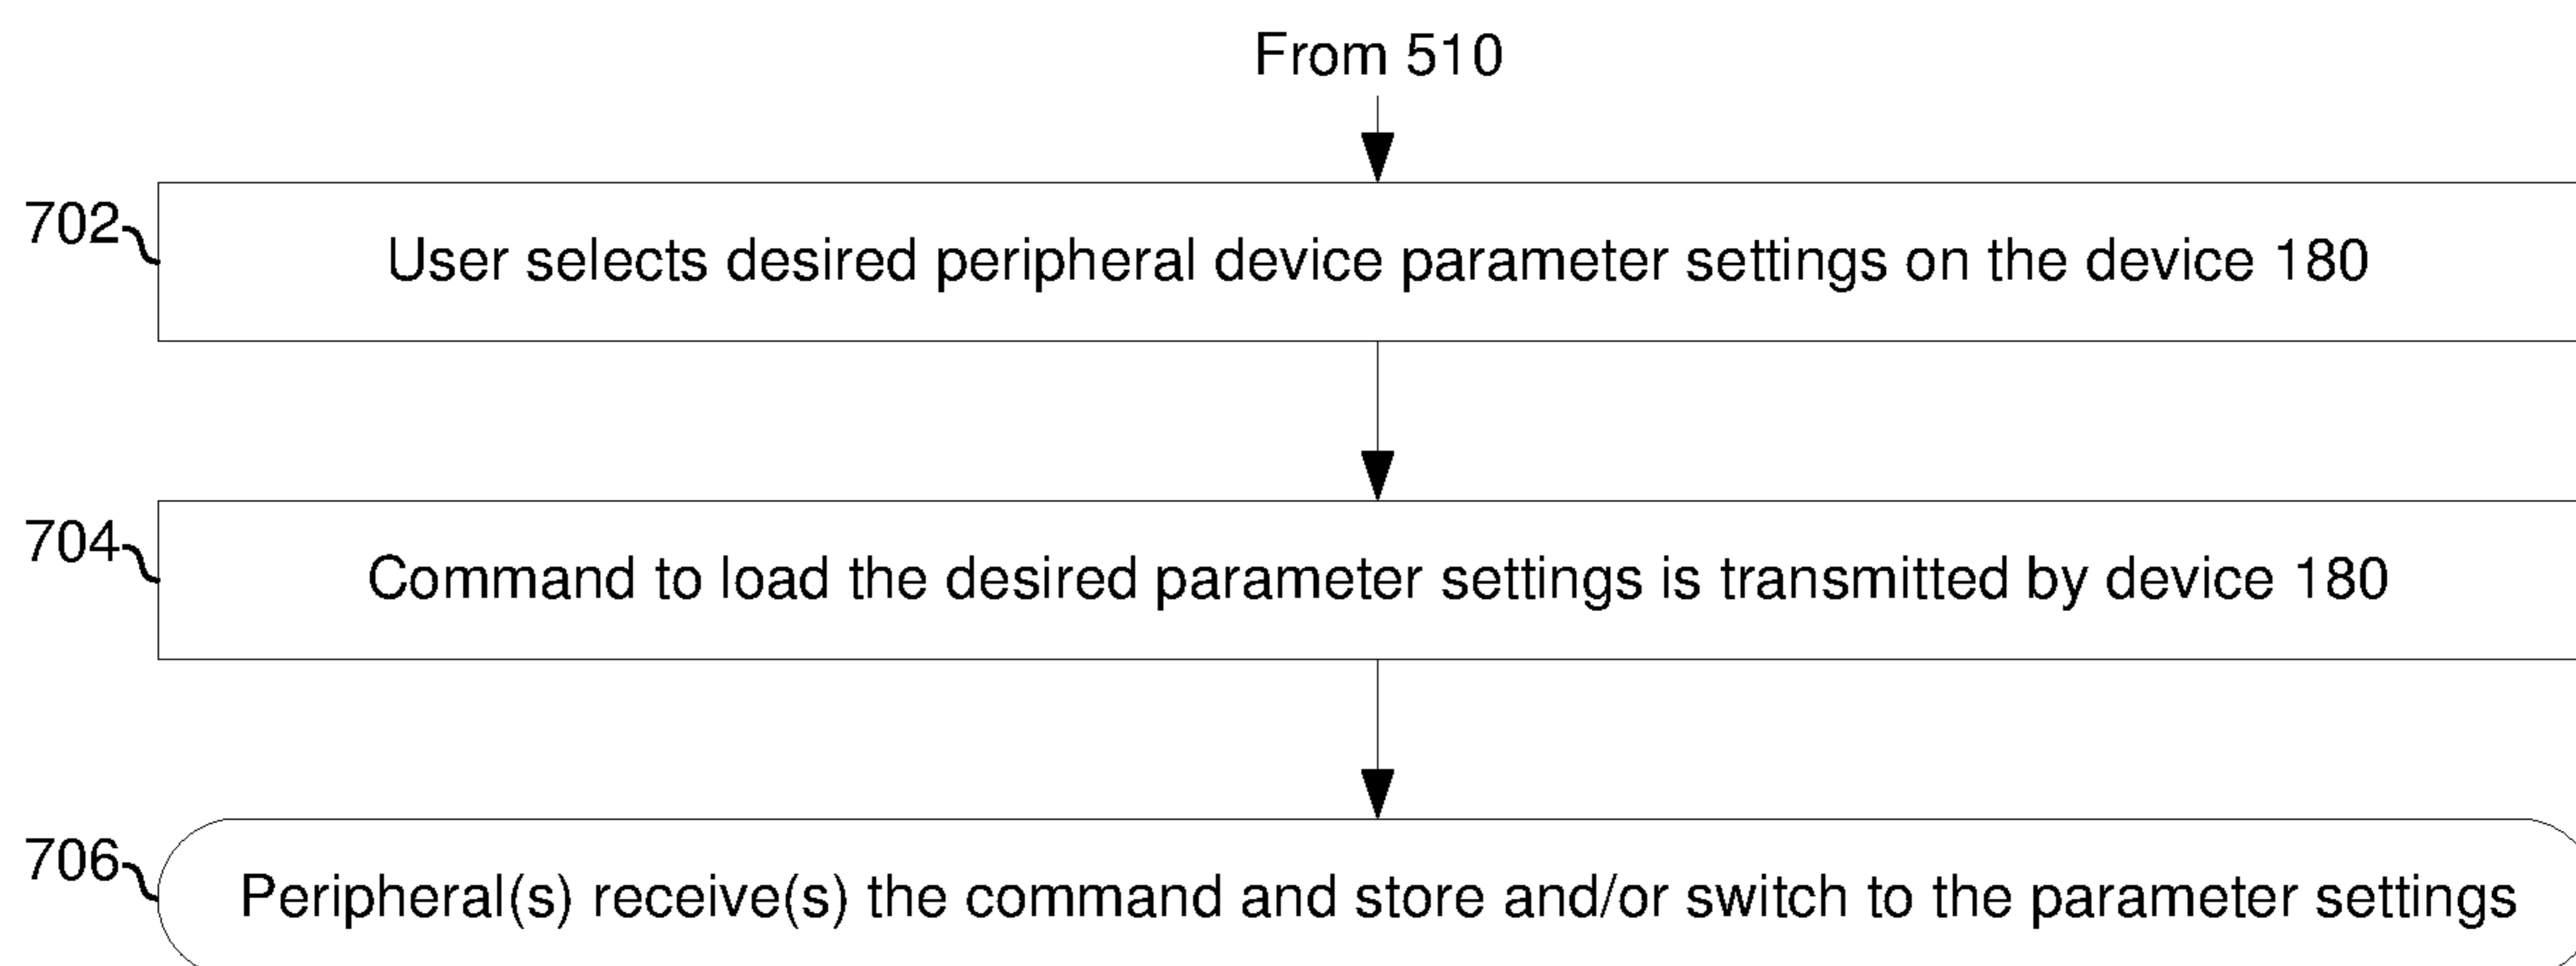 From 510
702
User selects desired peripheral device parameter settings on the device 180
704
Command to load the desired parameter settings is transmitted by device 180
706
Peripheral(s) receive(s) the command and store and/or switch to the parameter settings